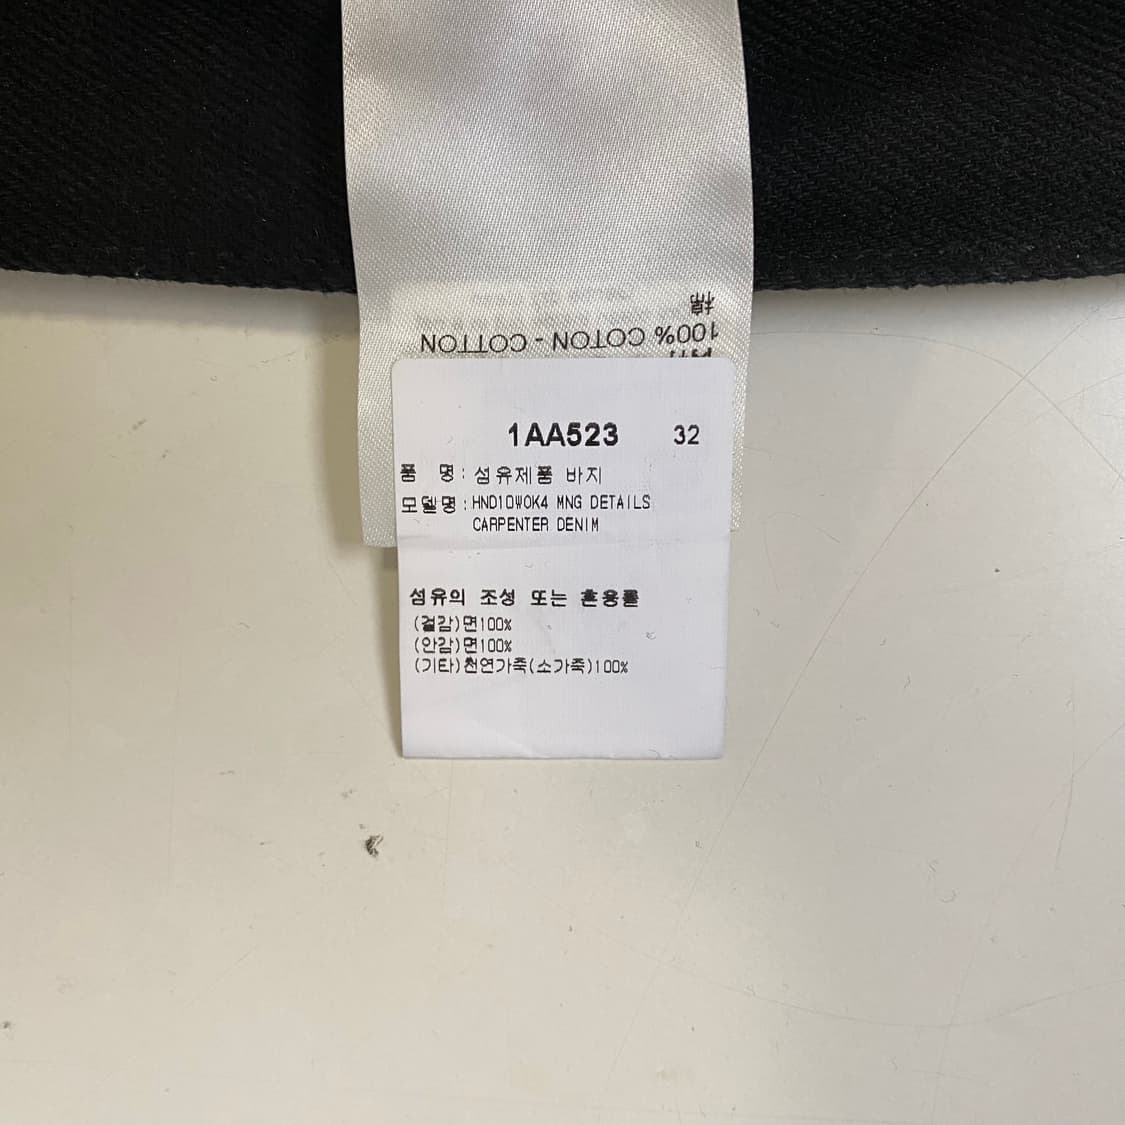 綿
100% COTON - COTTON
1AA523 32
품 명: 섬유제품 바지
모델명: HND10WOK4 MNG DETAILS
CARPENTER DENIM
섬유의 조성 또는 혼용률
(겉감)면100%
(안감)면100%
(기타)천연가죽(소가죽)100%